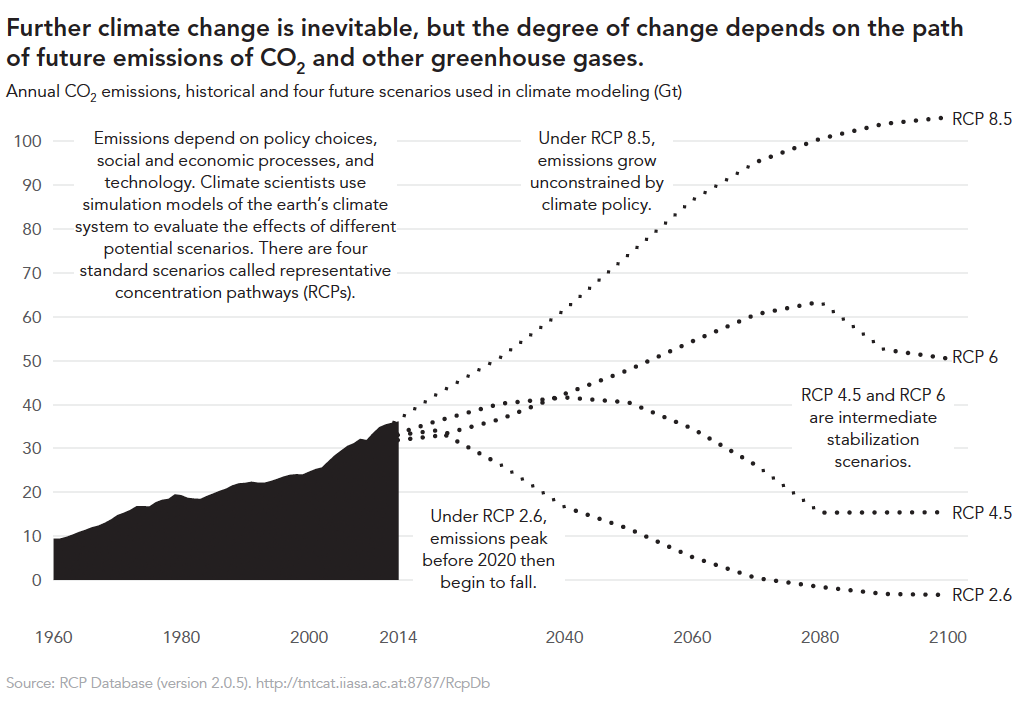 Further climate change is inevitable, but the degree of change depends on the path
of future emissions of CO2 and other greenhouse gases.
Annual CO2 emissions, historical and four future scenarios used in climate modeling (Gt)
Emissions depend on policy choices,
social and economic processes, and
technology. Climate scientists use
simulation models of the earth's climate
system to evaluate the effects of different
potential scenarios. There are four
standard scenarios called representative
concentration pathways (RCPs).
Under RCP 8.5,
emissions grow
unconstrained by
climate policy.
RCP 8.5
100
90
80
70
60
50
40
30
20
10
0
RCP 6
RCP 4.5 and RCP 6
are intermediate
stabilization
scenarios.
Under RCP 2.6,
emissions peak
before 2020 then
begin to fall.
RCP 4.5
RCP 2.6
1960 1980 2000 2014 2040 2060 2080 2100
Source: RCP Database (version 2.0.5). http://tntcat.iiasa.ac.at:8787/RcpDb